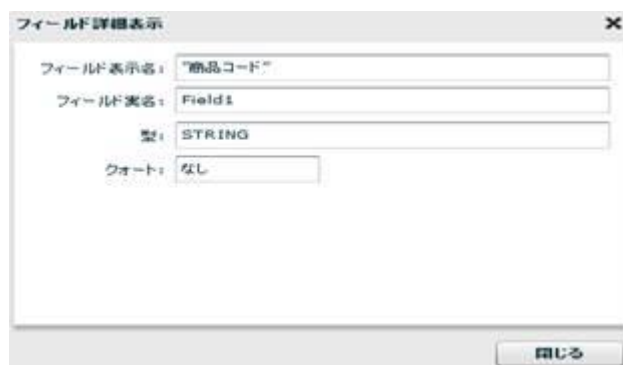 フィールド詳細表示
フィールド表示名: "商品コード"
フィールド実名: Field1
型: STRING
クォート: なし
閉じる